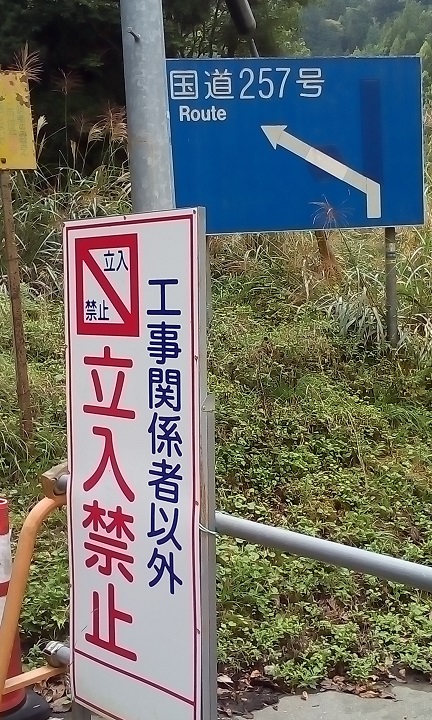 国道257号
Route
立入
禁止
工事関係者以外
立入禁止